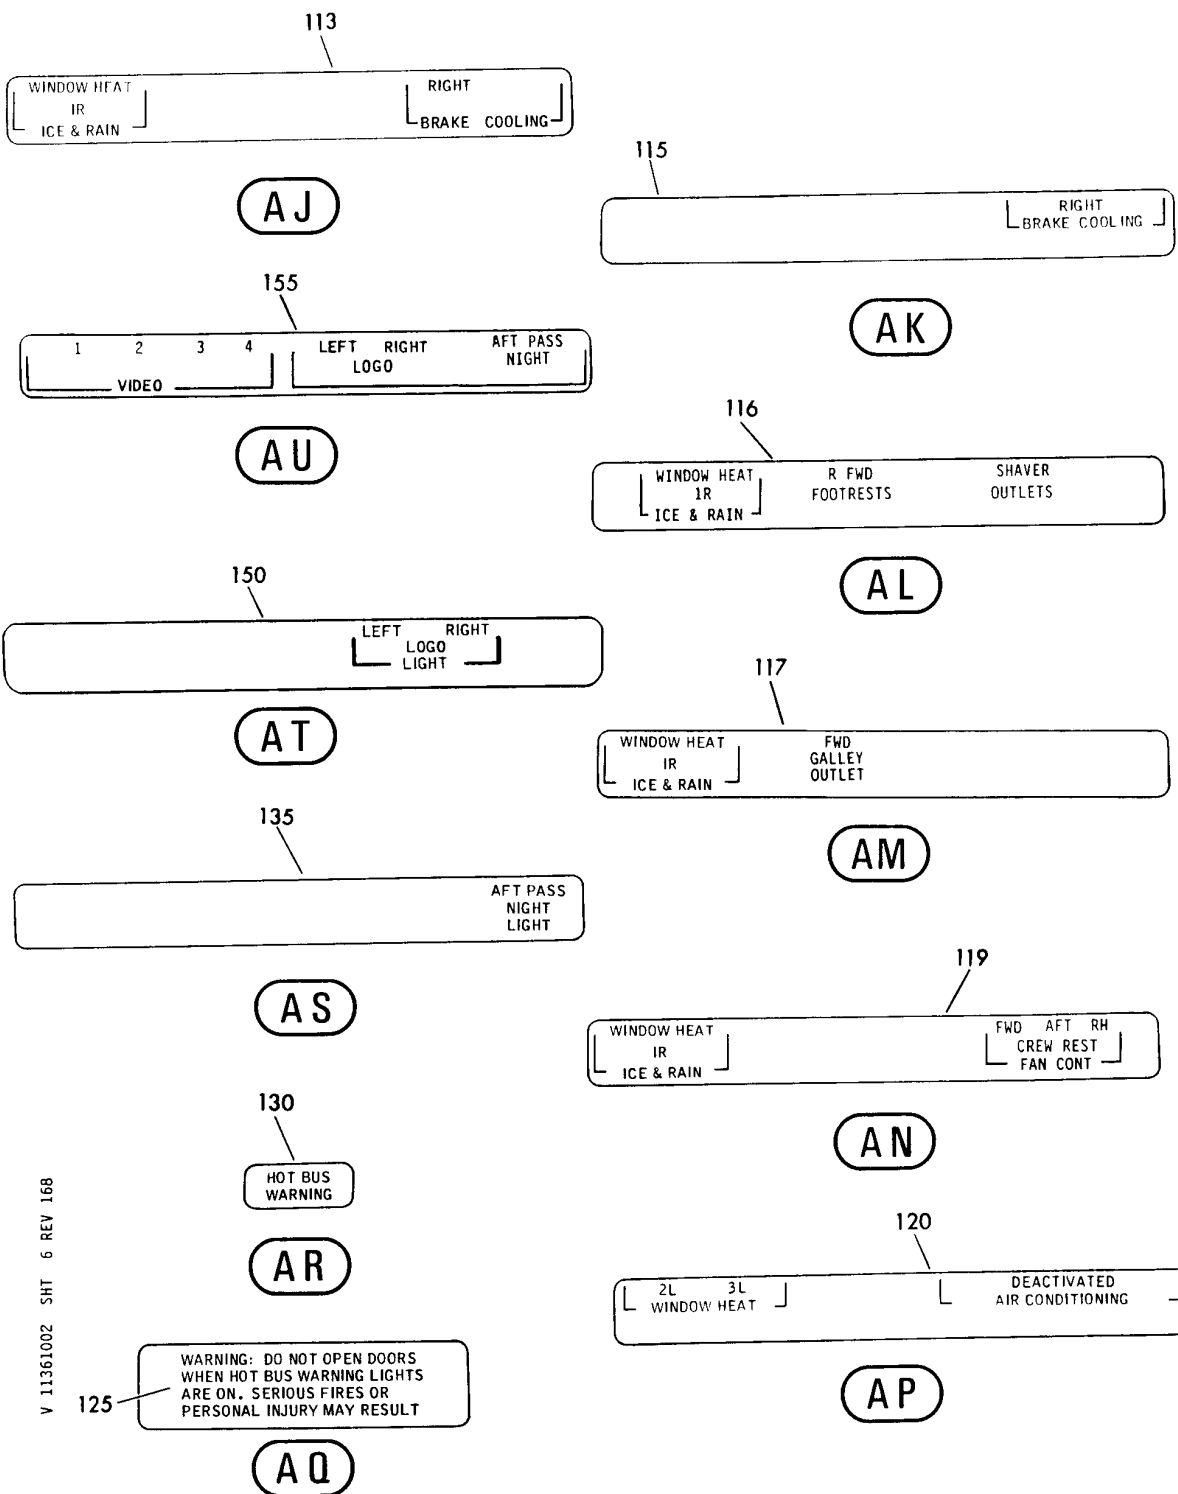 113
WINDOW HEAT
IR
ICE & RAIN
RIGHT
BRAKE COOLING
AJ
155
1 2 3 4
VIDEO
LEFT RIGHT
LOGO
AFT PASS
NIGHT
AU
150
LEFT RIGHT
LOGO
LIGHT
AT
135
AFT PASS
NIGHT
LIGHT
AS
130
HOT BUS
WARNING
AR
125
WARNING: DO NOT OPEN DOORS
WHEN HOT BUS WARNING LIGHTS
ARE ON. SERIOUS FIRES OR
PERSONAL INJURY MAY RESULT
AQ
115
RIGHT
BRAKE COOLING
AK
116
WINDOW HEAT
1R
ICE & RAIN
R FWD
FOOTRESTS
SHAVER
OUTLETS
AL
117
WINDOW HEAT
IR
ICE & RAIN
FWD
GALLEY
OUTLET
AM
119
WINDOW HEAT
IR
ICE & RAIN
FWD AFT RH
CREW REST
FAN CONT
AN
120
2L 3L
WINDOW HEAT
DEACTIVATED
AIR CONDITIONING
AP
V 11361002 SHT 6 REV 168